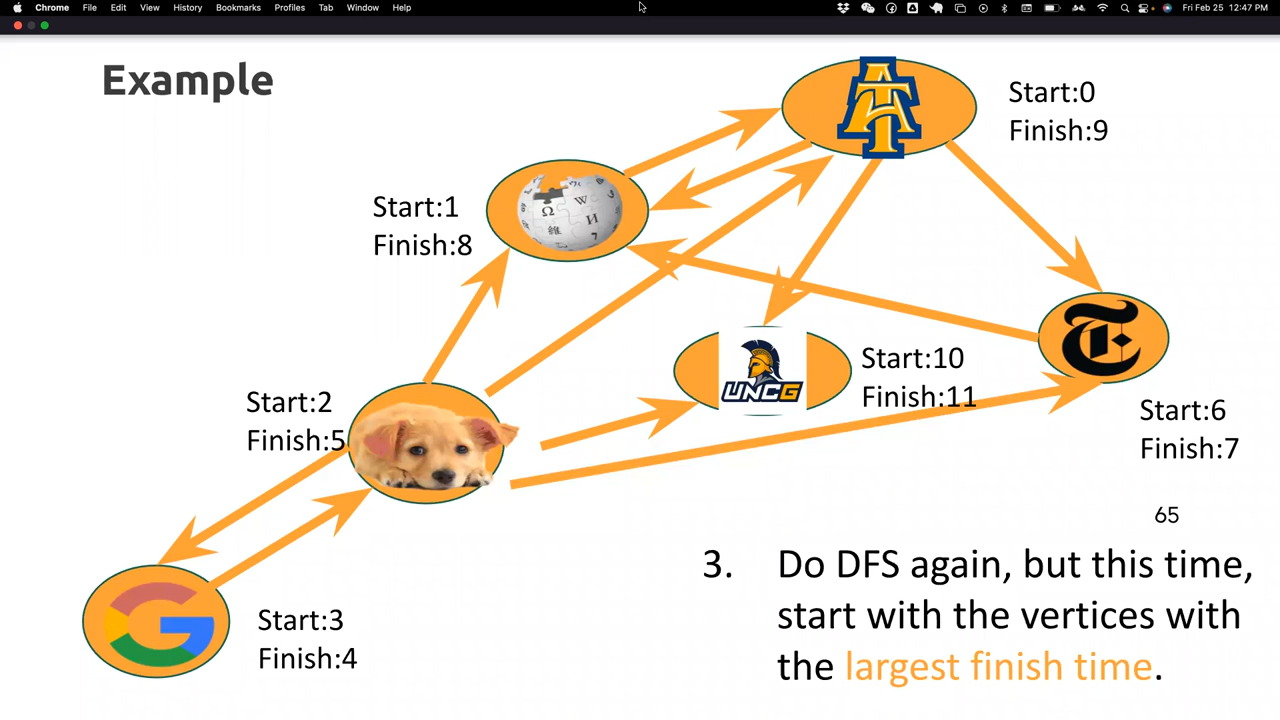 Chrome File Edit View History Bookmarks Profiles Tab Window Help Fri Feb 25 12:47 PM
Example
Start:0
Finish:9
Start:1
Finish:8
Start:10
Finish:11
Start:2
Finish:5
Start:6
Finish:7
UNCG
Start:3
Finish:4
65
3. Do DFS again, but this time,
start with the vertices with
the largest finish time.
AT
T
G
Ω W
維 И